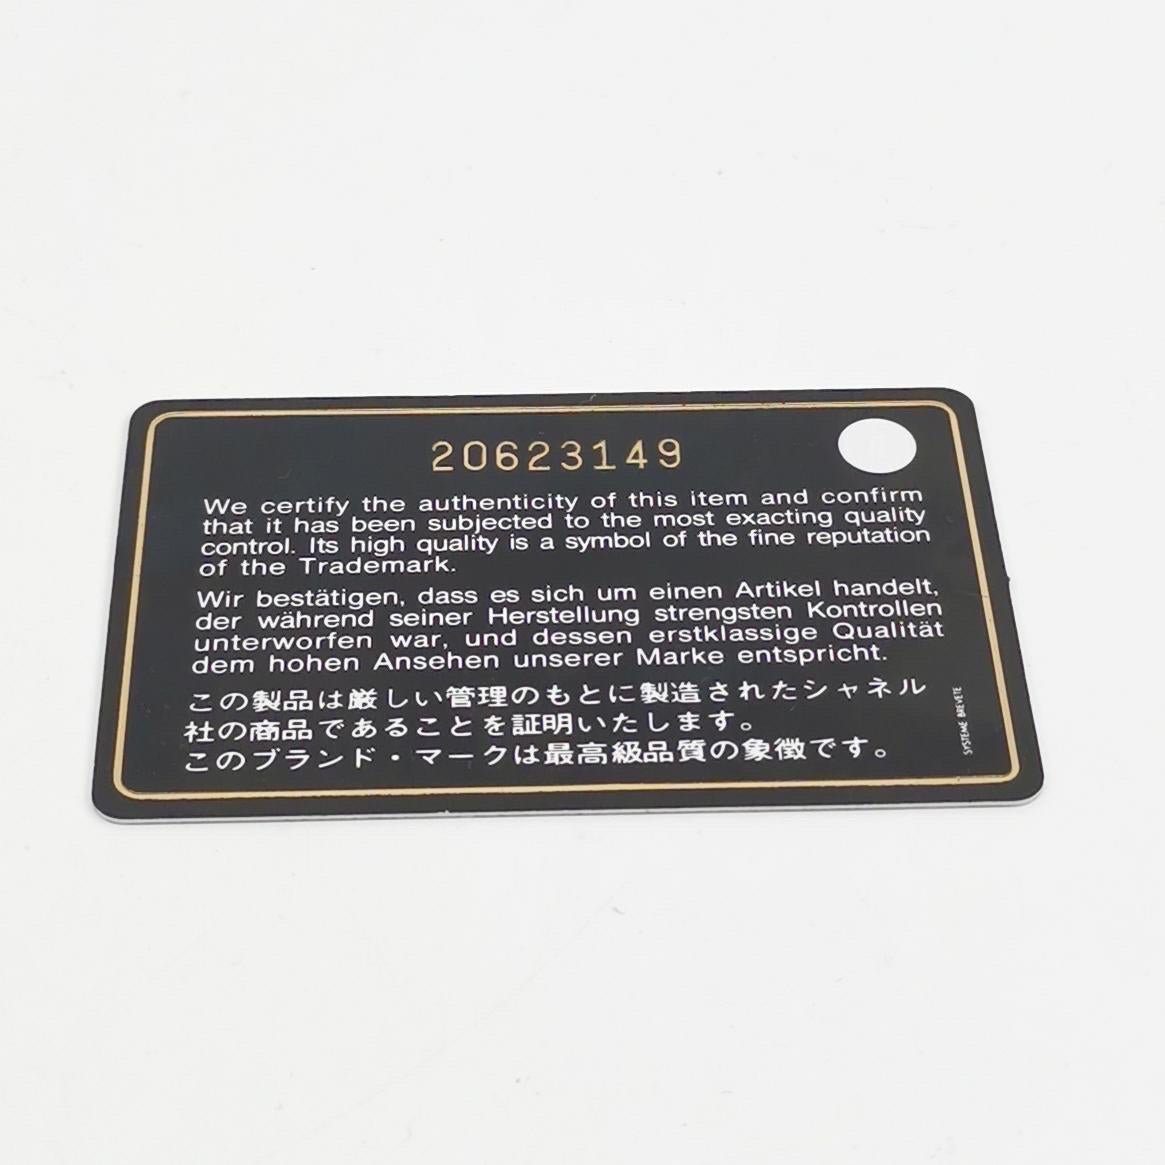 20623149
We certify the authenticity of this item and confirm
that it has been subjected to the most exacting quality
control. Its high quality is a symbol of the fine reputation
of the Trademark.
Wir bestätigen, dass es sich um einen Artikel handelt,
der während seiner Herstellung strengsten Kontrollen
unterworfen war, und dessen erstklassige Qualität
dem hohen Ansehen unserer Marke entspricht.
この製品は厳しい管理のもとに製造されたシャネル
社の商品であることを証明いたします。
このブランド・マークは最高級品質の象徴です。
SYSTEME BREVETE